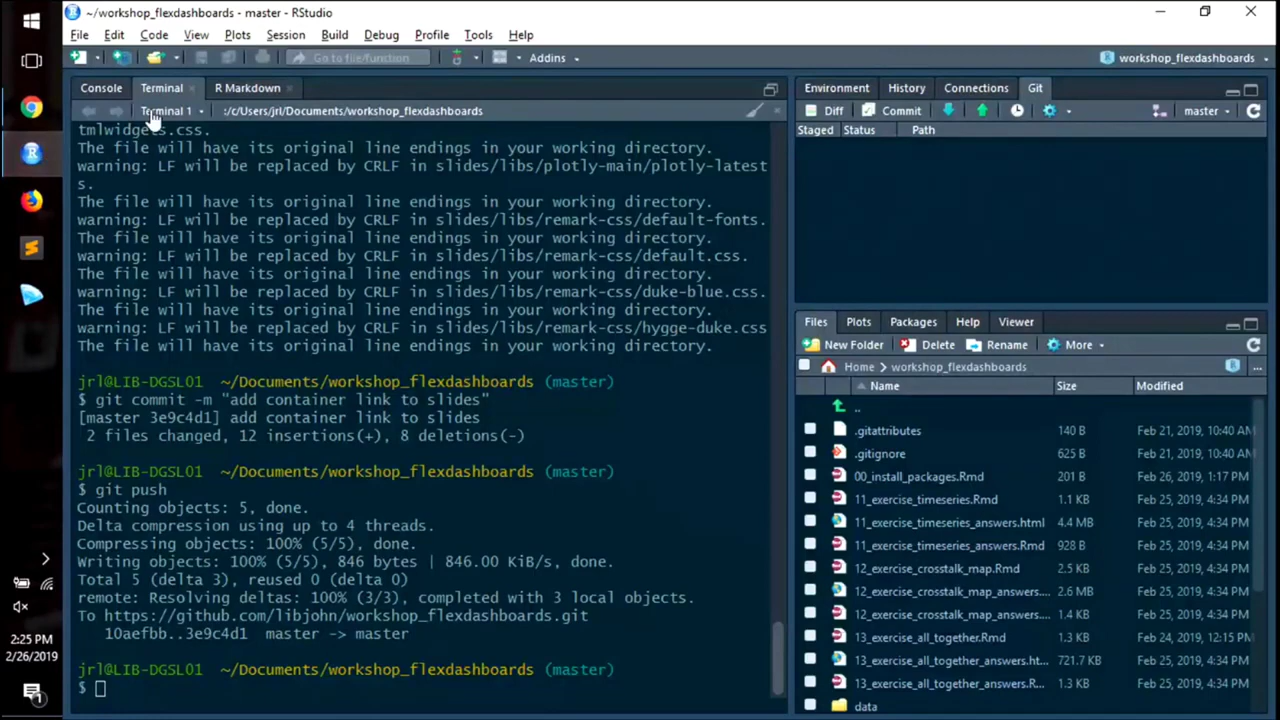 ~/workshop_flexdashboards - master - RStudio
File Edit Code View Plots Session Build Debug Profile Tools Help
Go to file/function Addins workshop_flexdashboards
Console Terminal R Markdown
Terminal 1 :/c/Users/jrl/Documents/workshop_flexdashboards
tmlwidgets.css.
The file will have its original line endings in your working directory.
warning: LF will be replaced by CRLF in slides/libs/plotly-main/plotly-latest
s.
The file will have its original line endings in your working directory.
warning: LF will be replaced by CRLF in slides/libs/remark-css/default-fonts.
The file will have its original line endings in your working directory.
warning: LF will be replaced by CRLF in slides/libs/remark-css/default.css.
The file will have its original line endings in your working directory.
warning: LF will be replaced by CRLF in slides/libs/remark-css/duke-blue.css.
The file will have its original line endings in your working directory.
warning: LF will be replaced by CRLF in slides/libs/remark-css/hygge-duke.css
The file will have its original line endings in your working directory.
jrl@LIB-DGSL01 ~/Documents/workshop_flexdashboards (master)
$ git commit -m "add container link to slides"
[master 3e9c4d1] add container link to slides
2 files changed, 12 insertions(+), 8 deletions(-)
jrl@LIB-DGSL01 ~/Documents/workshop_flexdashboards (master)
$ git push
Counting objects: 5, done.
Delta compression using up to 4 threads.
Compressing objects: 100% (5/5), done.
Writing objects: 100% (5/5), 846 bytes | 846.00 KiB/s, done.
Total 5 (delta 3), reused 0 (delta 0)
remote: Resolving deltas: 100% (3/3), completed with 3 local objects.
To https://github.com/libjohn/workshop_flexdashboards.git
10aefbb..3e9c4d1 master -> master
jrl@LIB-DGSL01 ~/Documents/workshop_flexdashboards (master)
$
Environment History Connections Git
Diff Commit master
Staged Status Path
Files Plots Packages Help Viewer
New Folder Delete Rename More
Home workshop_flexdashboards ...
Name Size Modified
..
.gitattributes 140 B Feb 21, 2019, 10:40 AM
.gitignore 625 B Feb 21, 2019, 10:40 AM
00_install_packages.Rmd 201 B Feb 26, 2019, 1:17 PM
11_exercise_timeseries.Rmd 1.1 KB Feb 25, 2019, 4:34 PM
11_exercise_timeseries_answers.html 4.4 MB Feb 25, 2019, 4:34 PM
11_exercise_timeseries_answers.Rmd 928 B Feb 25, 2019, 4:34 PM
12_exercise_crosstalk_map.Rmd 2.5 KB Feb 25, 2019, 4:34 PM
12_exercise_crosstalk_map_answers.... 2.6 MB Feb 25, 2019, 4:34 PM
12_exercise_crosstalk_map_answers.... 1.4 KB Feb 25, 2019, 4:34 PM
13_exercise_all_together.Rmd 1.3 KB Feb 24, 2019, 12:15 PM
13_exercise_all_together_answers.ht... 721.7 KB Feb 25, 2019, 4:34 PM
13_exercise_all_together_answers.R... 1.3 KB Feb 25, 2019, 4:34 PM
data
2:25 PM
2/26/2019
1